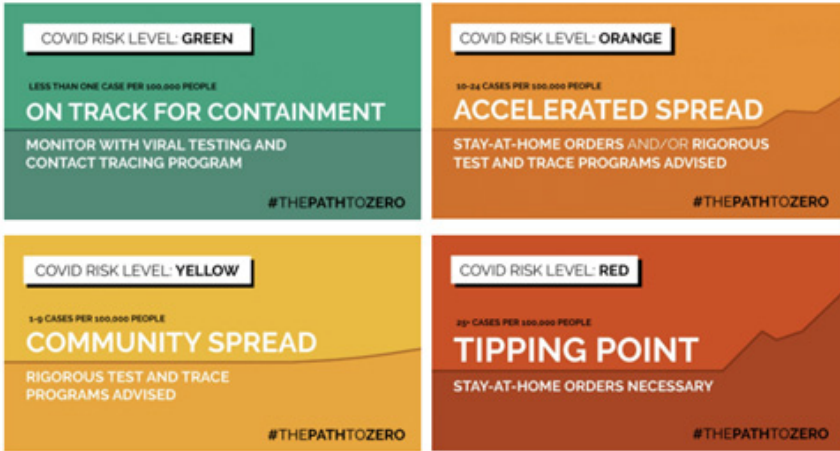 COVID RISK LEVEL: GREEN
LESS THAN ONE CASE PER 100,000 PEOPLE
ON TRACK FOR CONTAINMENT
MONITOR WITH VIRAL TESTING AND
CONTACT TRACING PROGRAM
#THEPATHTOZERO
COVID RISK LEVEL: ORANGE
10-24 CASES PER 100,000 PEOPLE
ACCELERATED SPREAD
STAY-AT-HOME ORDERS AND/OR RIGOROUS
TEST AND TRACE PROGRAMS ADVISED
#THEPATHTOZERO
COVID RISK LEVEL: YELLOW
1-9 CASES PER 100,000 PEOPLE
COMMUNITY SPREAD
RIGOROUS TEST AND TRACE
PROGRAMS ADVISED
#THEPATHTOZERO
COVID RISK LEVEL: RED
25+ CASES PER 100,000 PEOPLE
TIPPING POINT
STAY-AT-HOME ORDERS NECESSARY
#THEPATHTOZERO